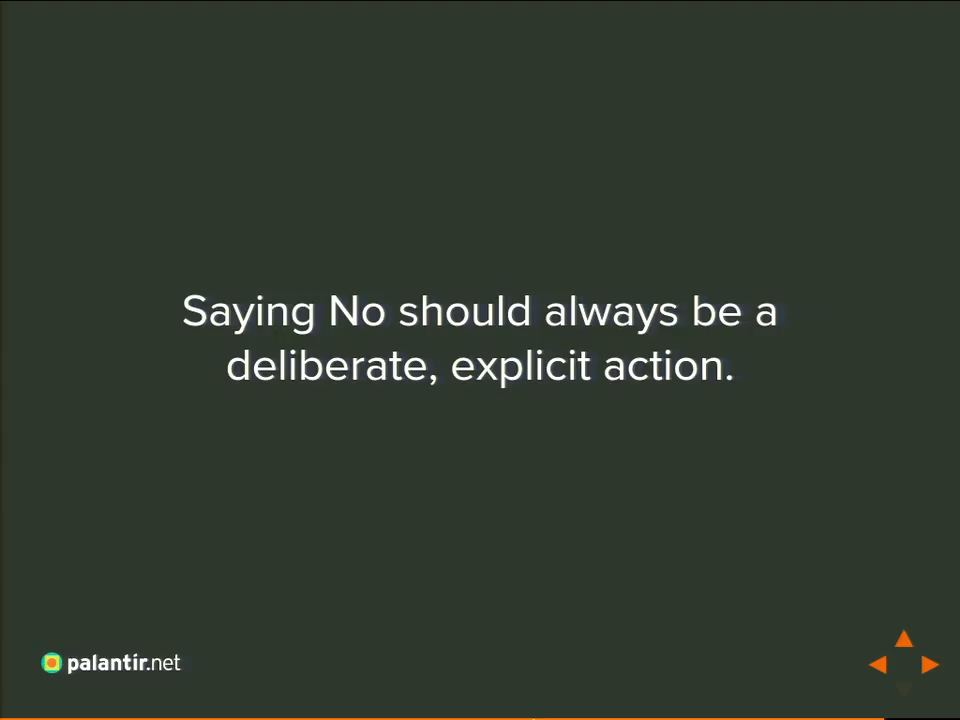 Saying No should always be a
deliberate, explicit action.
palantir.net